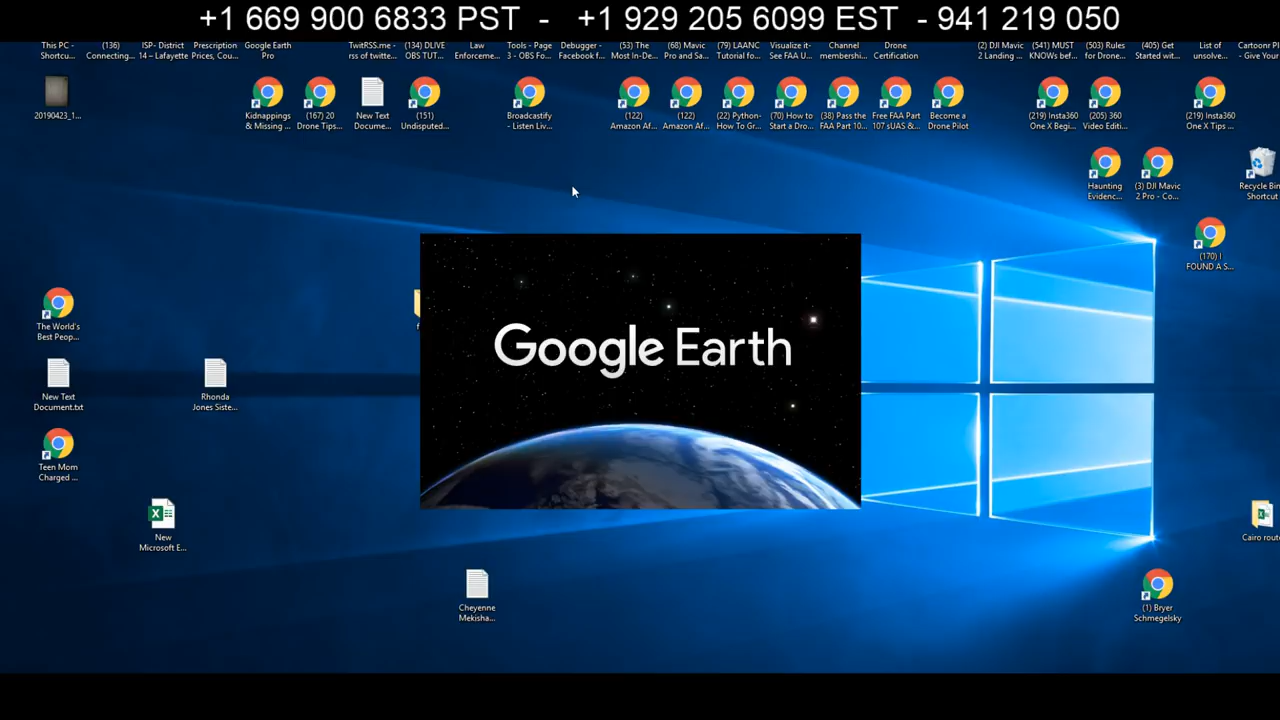 +1 669 900 6833 PST - +1 929 205 6099 EST - 941 219 050
This PC -
Shortcu...
(136)
Connecting...
ISP- District
14 – Lafayette
Prescription
Prices, Cou...
Google Earth
Pro
TwitRSS.me -
rss of twitte...
(134) DLIVE
OBS TUT...
Law
Enforceme...
Tools - Page
3 - OBS Fo...
Debugger -
Facebook f...
(53) The
Most In-De...
(68) Mavic
Pro and Sa...
(79) LAANC
Tutorial fo...
Visualize it-
See FAA U...
Channel
membershi...
Drone
Certification
(2) DJI Mavic
2 Landing ...
(541) MUST
KNOWs bef...
(503) Rules
for Drone...
(405) Get
Started wit...
List of
unsolve...
Cartoonr Pl
- Give Your
20190423_1...
Kidnappings
& Missing ...
(167) 20
Drone Tips...
New Text
Docume...
(151)
Undisputed...
Broadcastify
- Listen Liv...
(122)
Amazon Af...
(122)
Amazon Af...
(22) Python-
How To Gr...
(70) How to
Start a Dro...
(38) Pass the
FAA Part 10...
Free FAA Part
107 sUAS &...
Become a
Drone Pilot
(219) Insta360
One X Begi...
(205) 360
Video Editi...
(219) Insta360
One X Tips ...
Haunting
Evidenc...
(3) DJI Mavic
2 Pro - Co...
Recycle Bin
Shortcut
(170) I
FOUND A S...
The World's
Best Peop...
f
Google Earth
New Text
Document.txt
Rhonda
Jones Siste...
Teen Mom
Charged ...
New
Microsoft E...
Cairo route
Cheyenne
Mekisha...
(1) Bryer
Schmegelsky